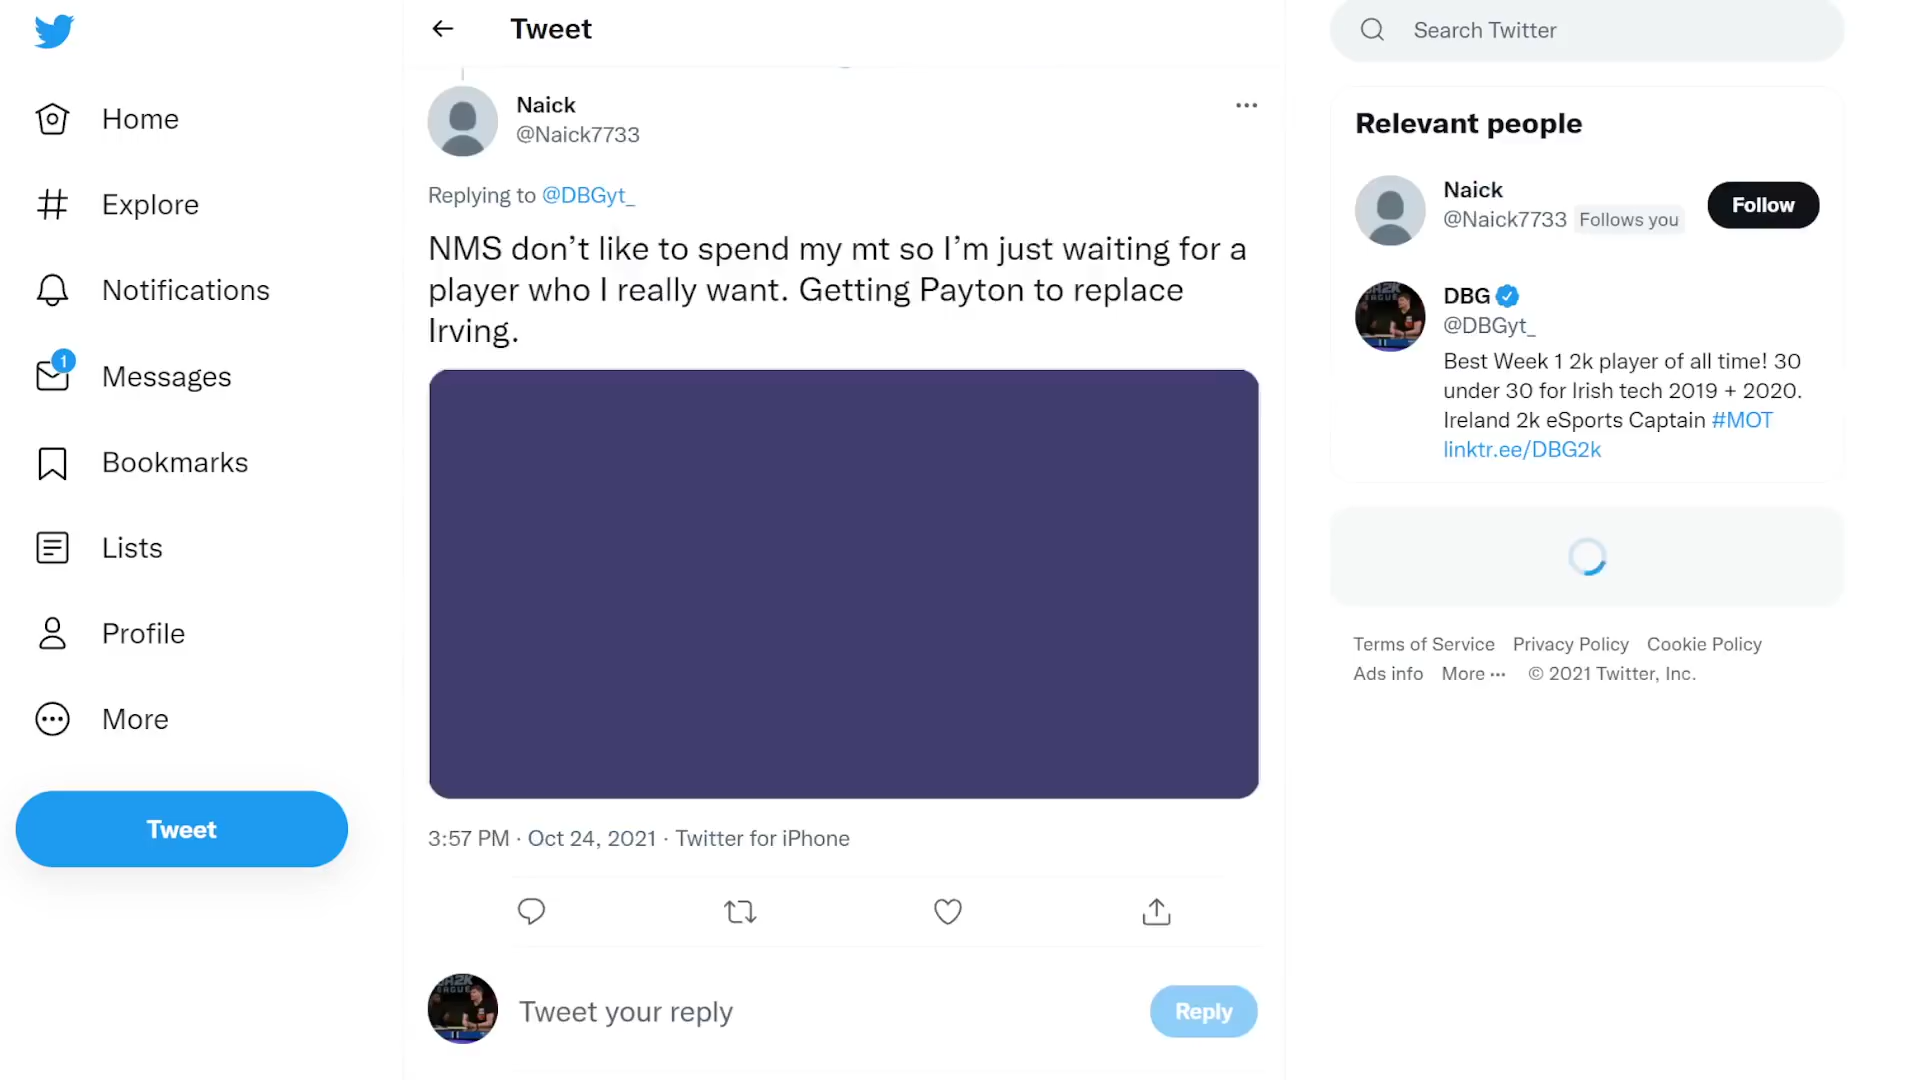 Home
Explore
Notifications
1
Messages
Bookmarks
Lists
Profile
More
Tweet
Tweet
Naick
@Naick7733
Replying to @DBGyt_
NMS don’t like to spend my mt so I’m just waiting for a
player who I really want. Getting Payton to replace
Irving.
3:57 PM · Oct 24, 2021 · Twitter for iPhone
Tweet your reply
Reply
Search Twitter
Relevant people
Naick
@Naick7733 Follows you
Follow
DBG
@DBGyt_
Best Week 1 2k player of all time! 30
under 30 for Irish tech 2019 + 2020.
Ireland 2k eSports Captain #MOT
linktr.ee/DBG2k
Terms of Service Privacy Policy Cookie Policy
Ads info More ··· © 2021 Twitter, Inc.